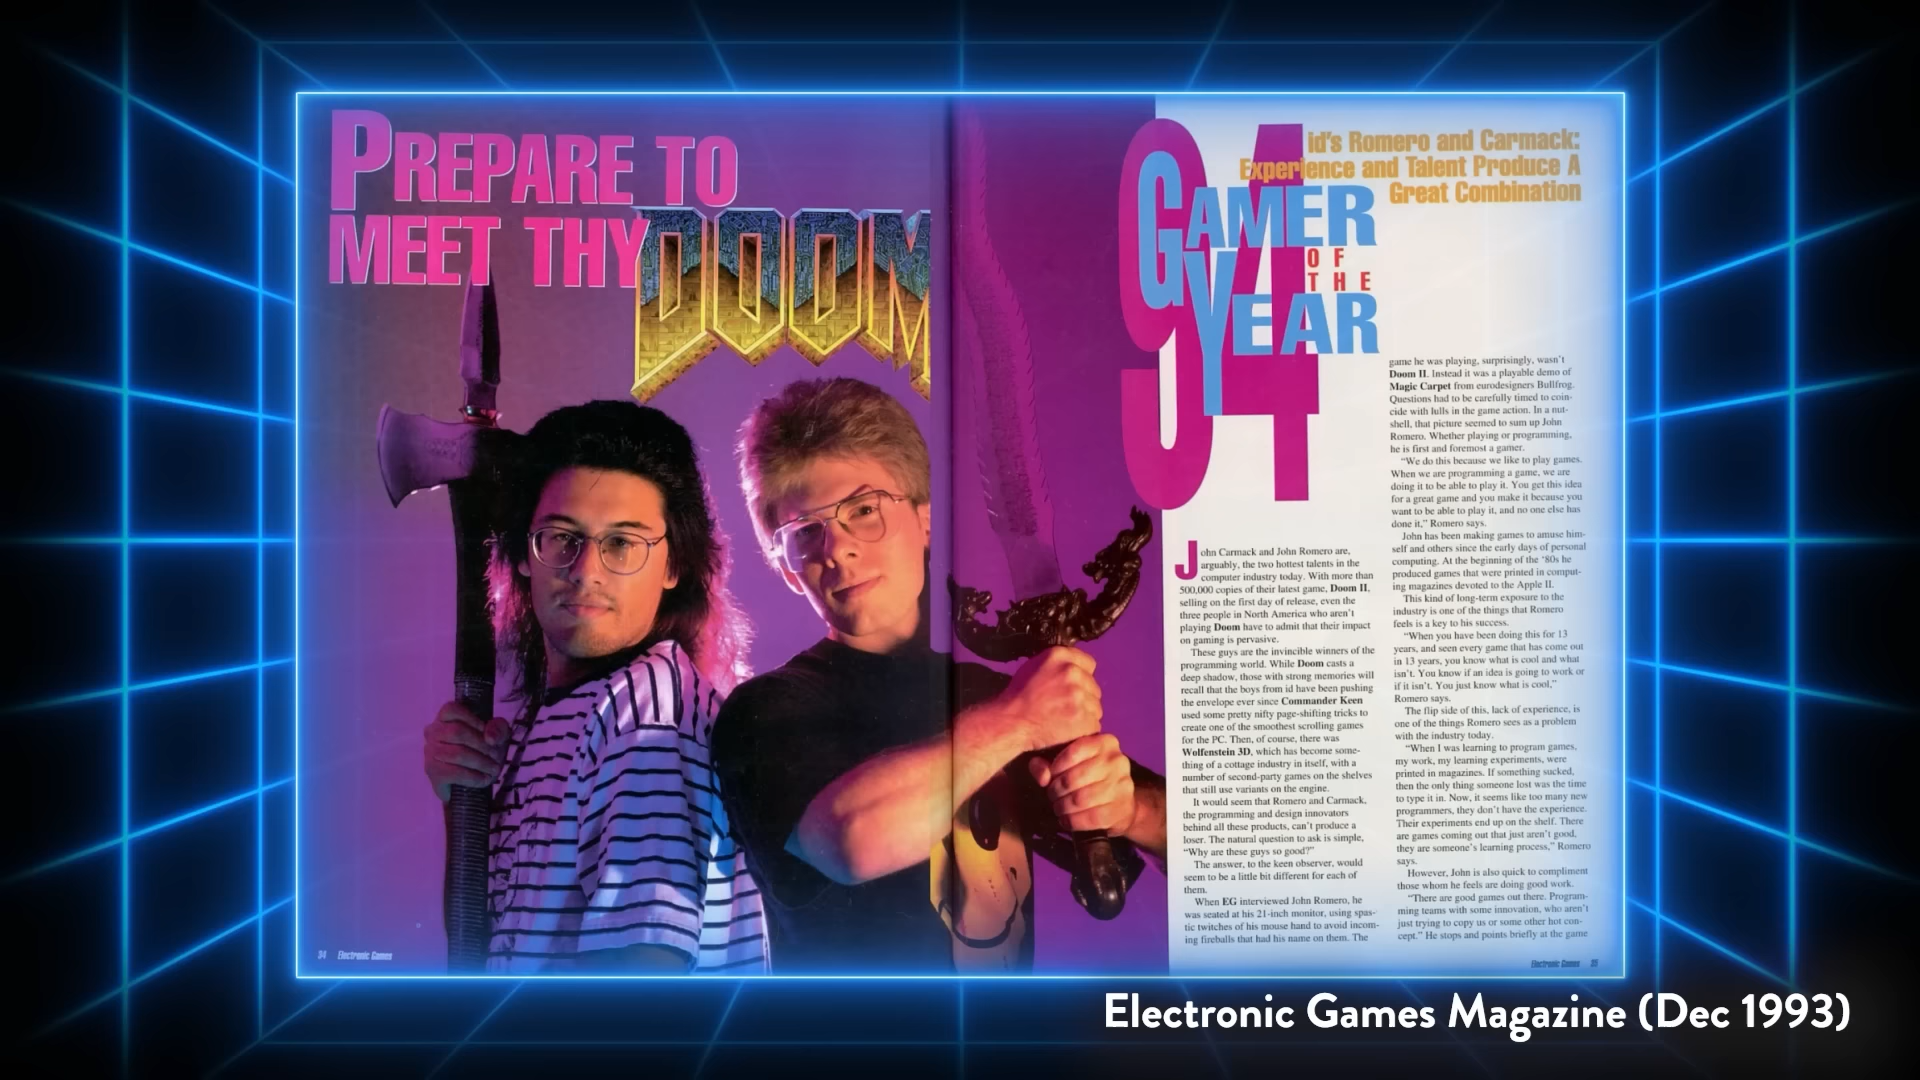 PREPARE TO
MEET THY
DOOM
94
GAMER
OF
THE
YEAR
id's Romero and Carmack:
Experience and Talent Produce A
Great Combination
John Carmack and John Romero are,
arguably, the two hottest talents in the
computer industry today. With more than
500,000 copies of their latest game, Doom II,
selling on the first day of release, even the
three people in North America who aren't
playing Doom have to admit that their impact
on gaming is pervasive.
These guys are the invincible winners of the
programming world. While Doom casts a
deep shadow, those with strong memories will
recall that the boys from id have been pushing
the envelope ever since Commander Keen
used some pretty nifty page-shifting tricks to
create one of the smoothest scrolling games
for the PC. Then, of course, there was
Wolfenstein 3D, which has become some-
thing of a cottage industry in itself, with a
number of second-party games on the shelves
that still use variants on the engine.
It would seem that Romero and Carmack,
the programming and design innovators
behind all these products, can't produce a
loser. The natural question to ask is simple,
"Why are these guys so good?"
The answer, to the keen observer, would
seem to be a little bit different for each of
them.
When EG interviewed John Romero, he
was seated at his 21-inch monitor, using spas-
tic twitches of his mouse hand to avoid incom-
ing fireballs that had his name on them. The
game he was playing, surprisingly, wasn't
Doom II. Instead it was a playable demo of
Magic Carpet from eurodesigners Bullfrog.
Questions had to be carefully timed to coin-
cide with lulls in the game action. In a nut-
shell, that picture seemed to sum up John
Romero. Whether playing or programming,
he is first and foremost a gamer.
"We do this because we like to play games.
When we are programming a game, we are
doing it to be able to play it. You get this idea
for a great game and you make it because you
want to be able to play it, and no one else has
done it," Romero says.
John has been making games to amuse him-
self and others since the early days of personal
computing. At the beginning of the '80s he
produced games that were printed in comput-
ing magazines devoted to the Apple II.
This kind of long-term exposure to the
industry is one of the things that Romero
feels is a key to his success.
"When you have been doing this for 13
years, and seen every game that has come out
in 13 years, you know what is cool and what
isn't. You know if an idea is going to work or
if it isn't. You just know what is cool,"
Romero says.
The flip side of this, lack of experience, is
one of the things Romero sees as a problem
with the industry today.
"When I was learning to program games,
my work, my learning experiments, were
printed in magazines. If something sucked,
then the only thing someone lost was the time
to type it in. Now, it seems like too many new
programmers, they don't have the experience.
Their experiments end up on the shelf. There
are games coming out that just aren't good,
they are someone's learning process," Romero
says.
However, John is also quick to compliment
those whom he feels are doing good work.
"There are good games out there. Program-
ming teams with some innovation, who aren't
just trying to copy us or some other hot con-
cept." He stops and points briefly at the game
34 Electronic Games
Electronic Games 35
Electronic Games Magazine (Dec 1993)